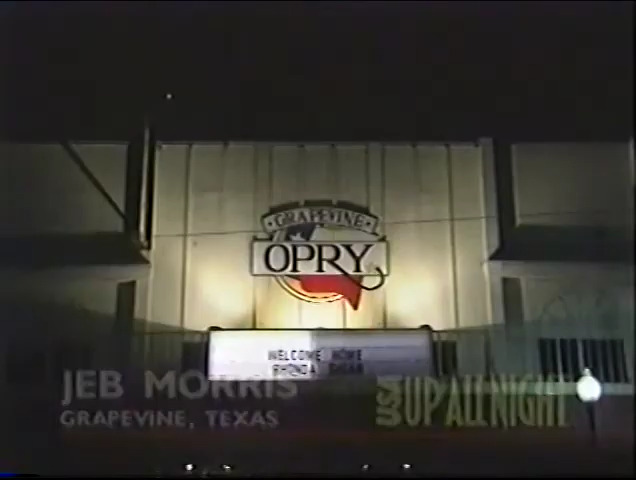 GRAPEVINE
OPRY
WELCOME HOME
RHONDA
JEB MORRIS
GRAPEVINE, TEXAS
USA UP ALL NIGHT